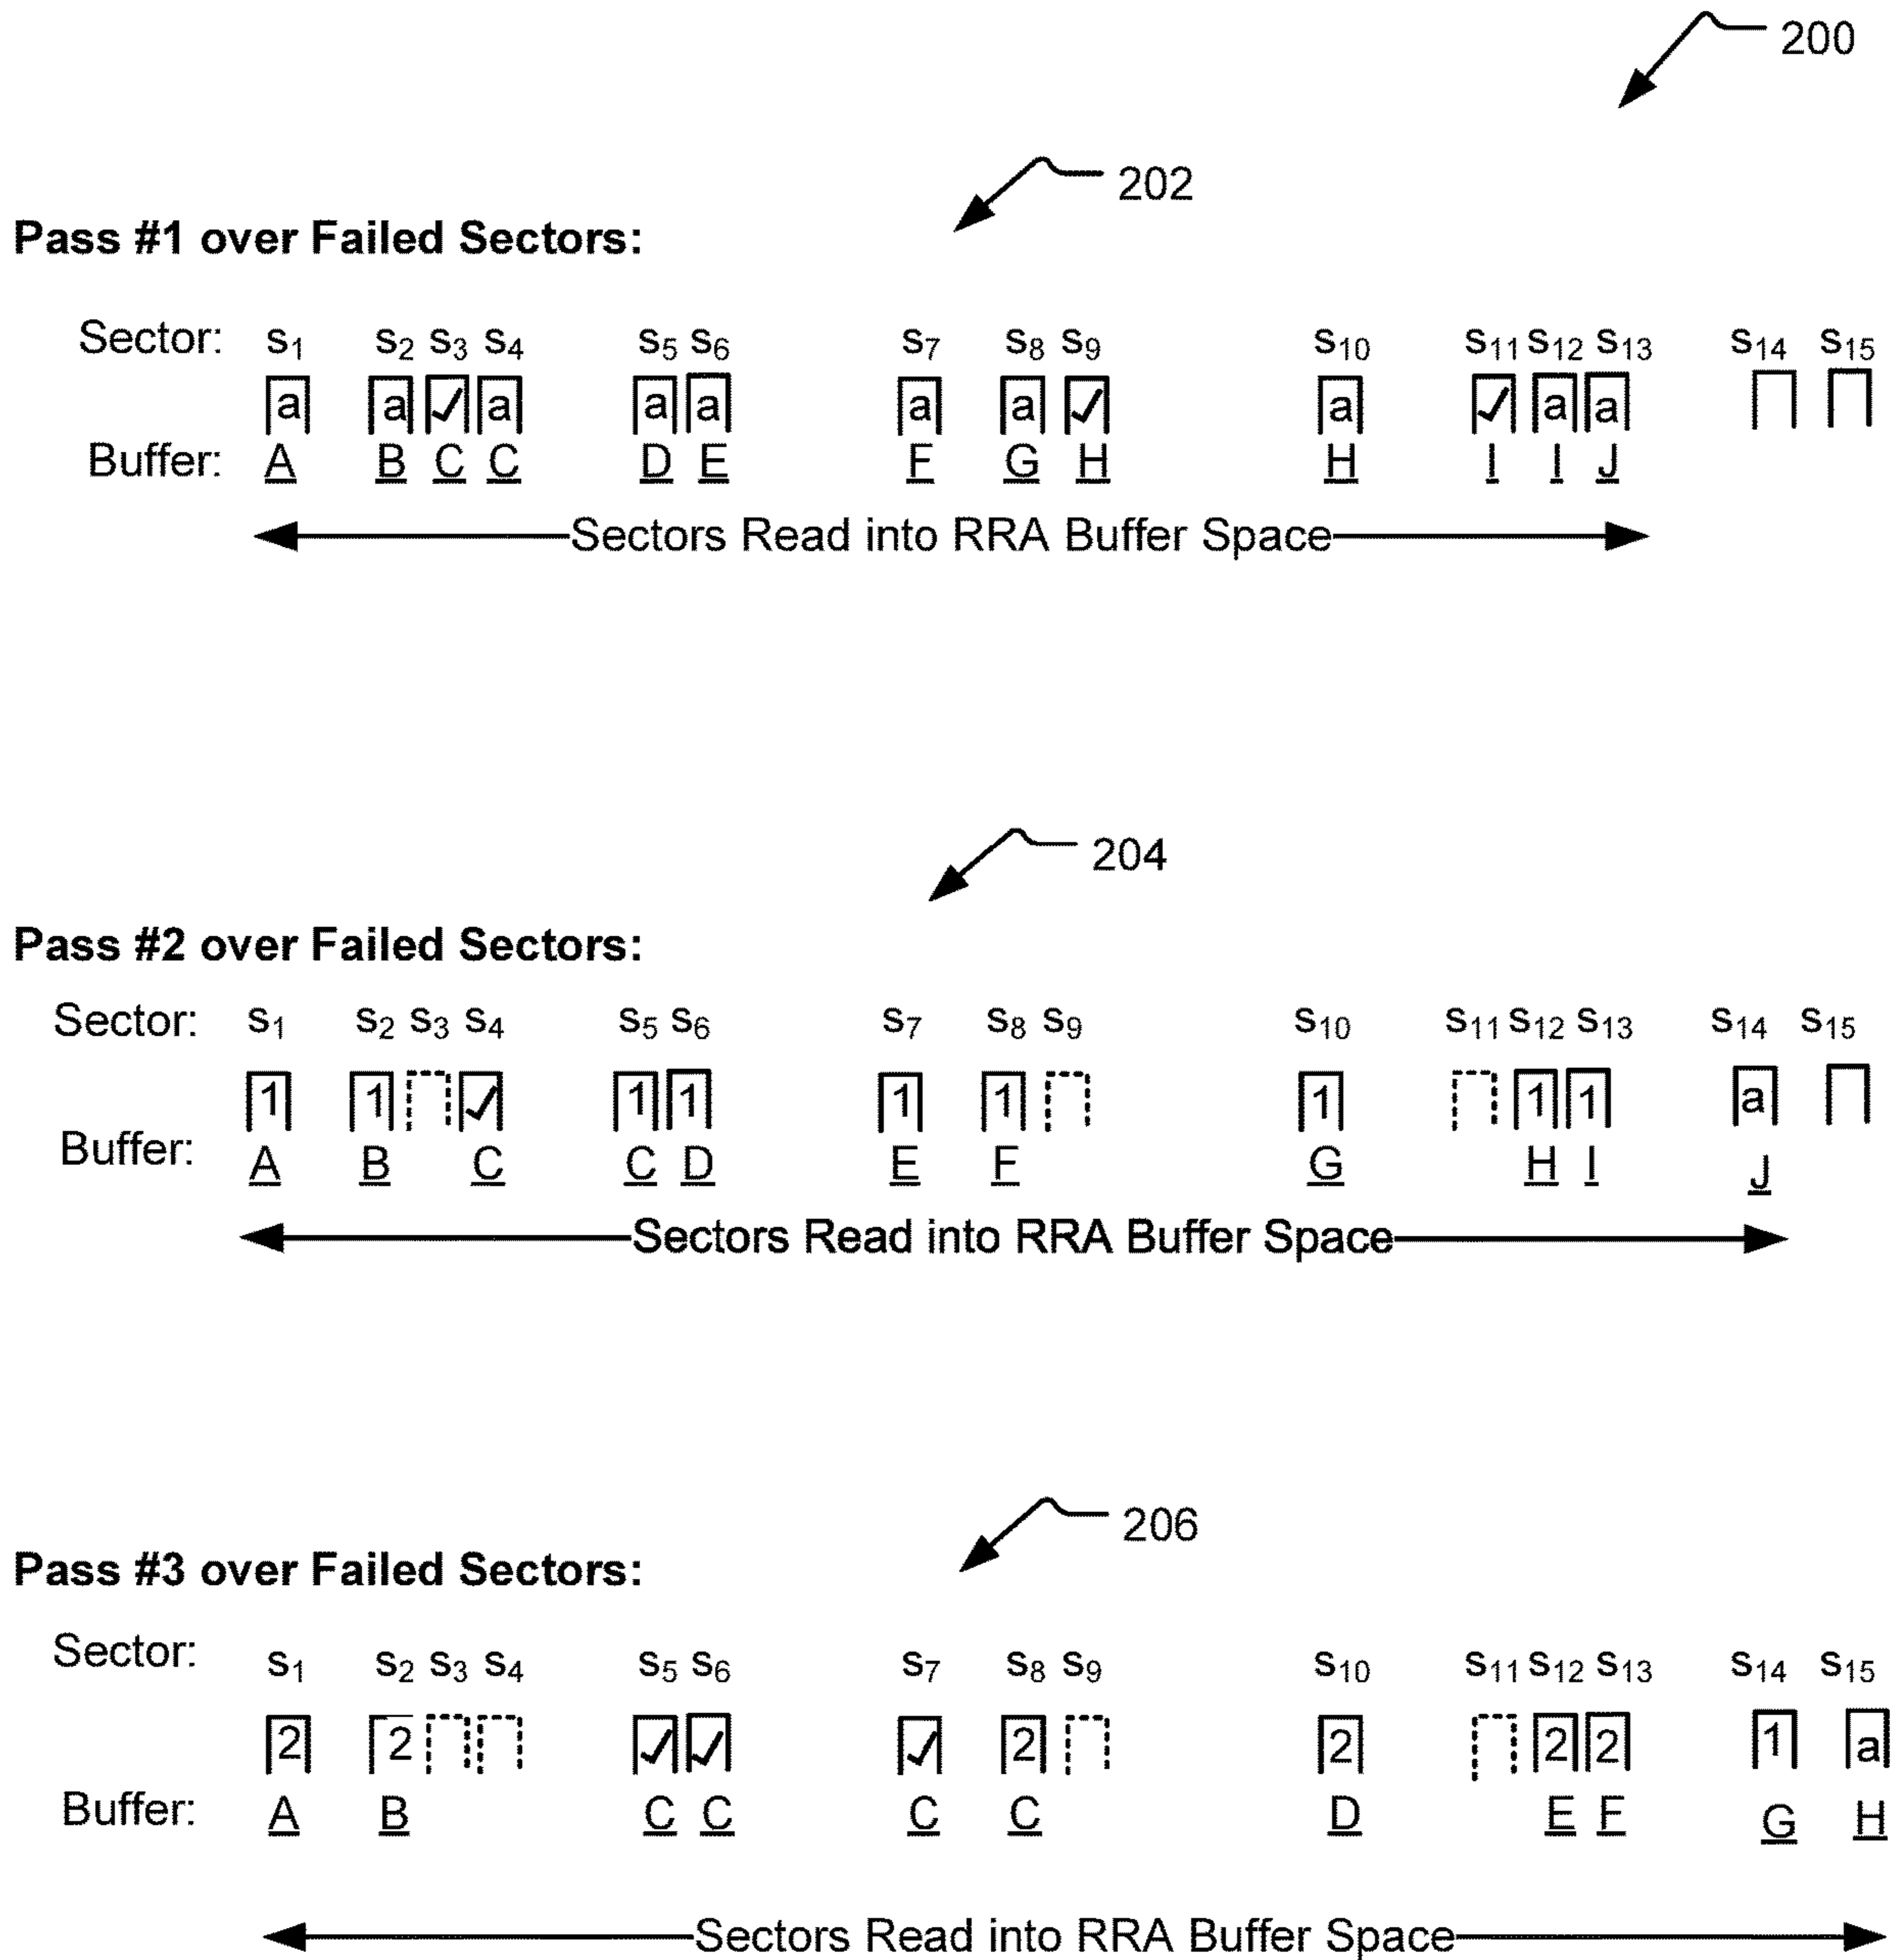 200
202
Pass #1 over Failed Sectors:
Sector: S₁ S₂ S₃ S₄ S₅ S₆ S₇ S₈ S₉ S₁₀ S₁₁ S₁₂ S₁₃ S₁₄ S₁₅
a a ✓ a a a a a ✓ a ✓ a a
Buffer: A B C C D E F G H H I I J
Sectors Read into RRA Buffer Space
204
Pass #2 over Failed Sectors:
Sector: S₁ S₂ S₃ S₄ S₅ S₆ S₇ S₈ S₉ S₁₀ S₁₁ S₁₂ S₁₃ S₁₄ S₁₅
1 1 ✓ 1 1 1 1 1 1 1 a
Buffer: A B C C D E F G H I J
Sectors Read into RRA Buffer Space
206
Pass #3 over Failed Sectors:
Sector: S₁ S₂ S₃ S₄ S₅ S₆ S₇ S₈ S₉ S₁₀ S₁₁ S₁₂ S₁₃ S₁₄ S₁₅
2 2 ✓ ✓ ✓ 2 2 2 2 1 a
Buffer: A B C C C C D E F G H
Sectors Read into RRA Buffer Space